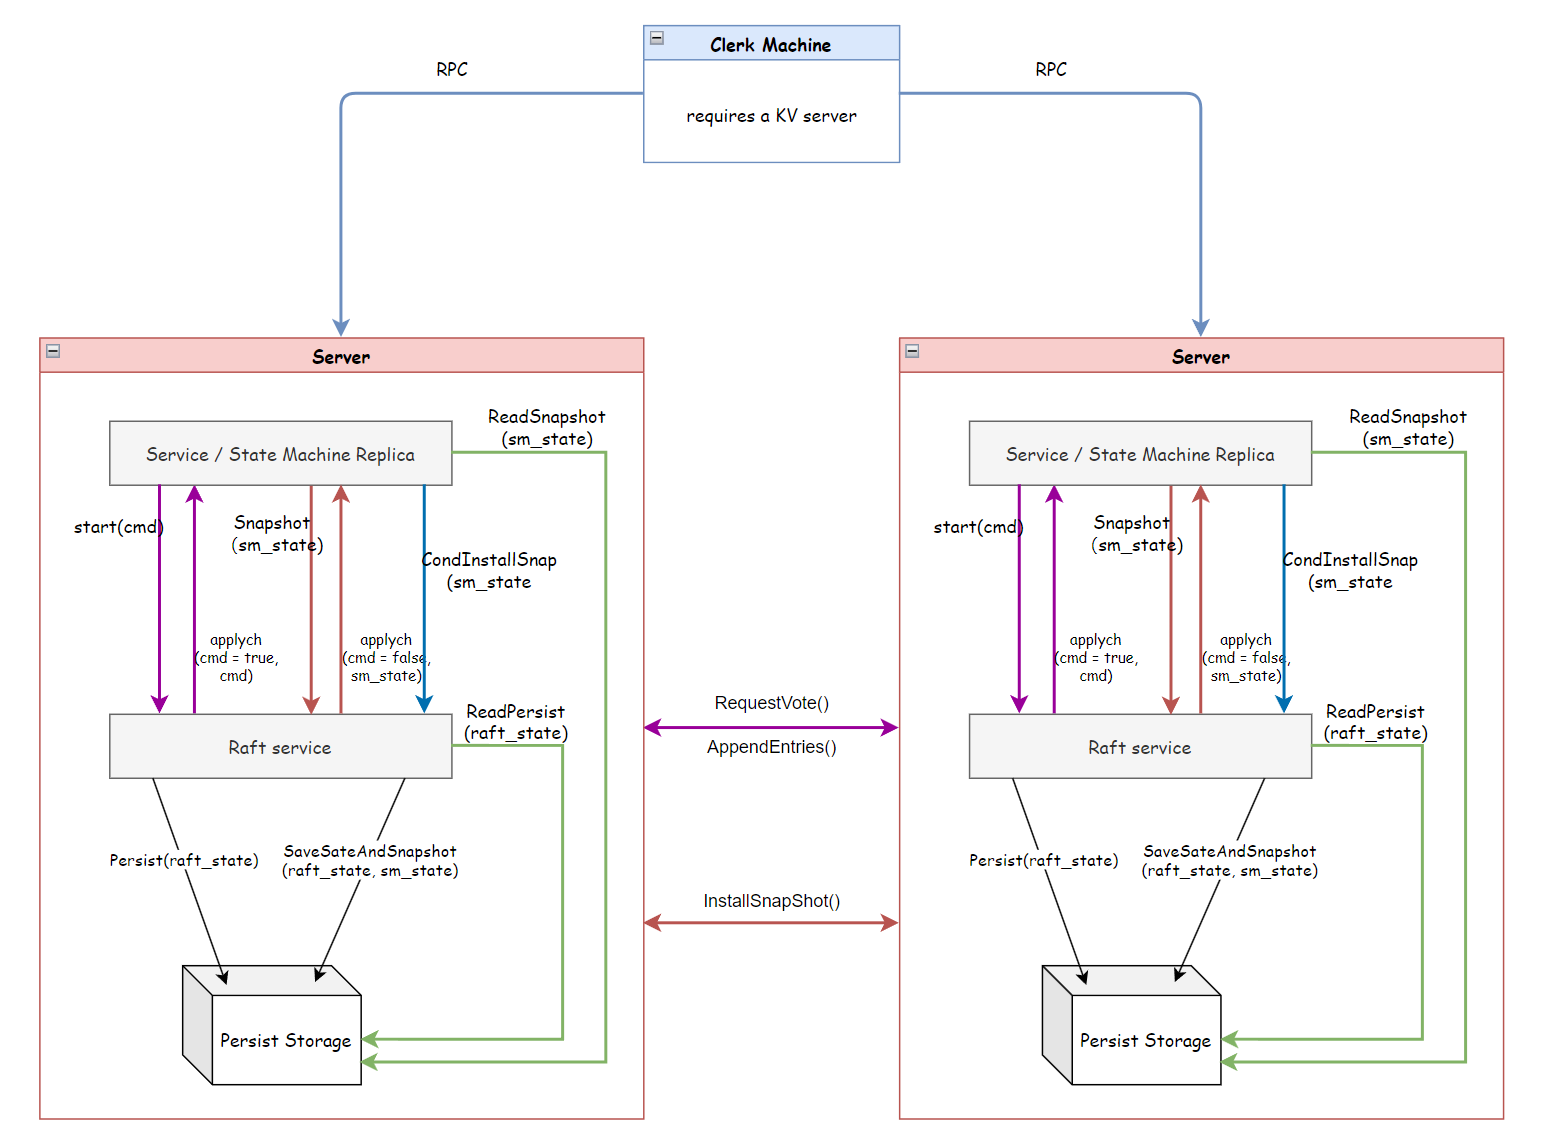 Clerk Machine
RPC
RPC
requires a KV server
Server
ReadSnapshot
(sm_state)
Service / State Machine Replica
start(cmd)
Snapshot
(sm_state)
CondInstallSnap
(sm_state
applych
(cmd = true,
cmd)
applych
(cmd = false,
sm_state)
ReadPersist
(raft_state)
Raft service
Persist(raft_state)
SaveSateAndSnapshot
(raft_state, sm_state)
Persist Storage
RequestVote()
AppendEntries()
InstallSnapShot()
Server
ReadSnapshot
(sm_state)
Service / State Machine Replica
start(cmd)
Snapshot
(sm_state)
CondInstallSnap
(sm_state
applych
(cmd = true,
cmd)
applych
(cmd = false,
sm_state)
ReadPersist
(raft_state)
Raft service
Persist(raft_state)
SaveSateAndSnapshot
(raft_state, sm_state)
Persist Storage